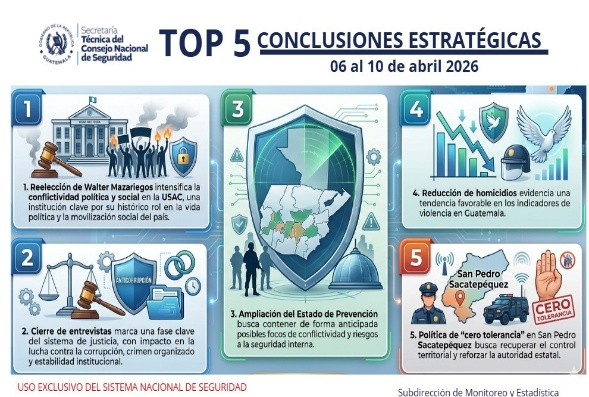 GOBIERNO DE LA REPÚBLICA
GUATEMALA
Secretaría
Técnica del
Consejo Nacional
de Seguridad
TOP 5 CONCLUSIONES ESTRATÉGICAS
06 al 10 de abril 2026
1
1. Reelección de Walter Mazariegos intensifica la
conflictividad política y social en la USAC, una
institución clave por su histórico rol en la vida
política y la movilización social del país.
2
ANTICORRUPCIÓN
2. Cierre de entrevistas marca una fase clave
del sistema de justicia, con impacto en la
lucha contra la corrupción, crimen organizado
y estabilidad institucional.
3
3. Ampliación del Estado de Prevención
busca contener de forma anticipada
posibles focos de conflictividad y riesgos
a la seguridad interna.
4
4. Reducción de homicidios evidencia una
tendencia favorable en los indicadores de
violencia en Guatemala.
5
San Pedro
Sacatepéquez
CERO
TOLERANCIA
5. Política de “cero tolerancia” en San Pedro
Sacatepéquez busca recuperar el control
territorial y reforzar la autoridad estatal.
USO EXCLUSIVO DEL SISTEMA NACIONAL DE SEGURIDAD
Subdirección de Monitoreo y Estadística